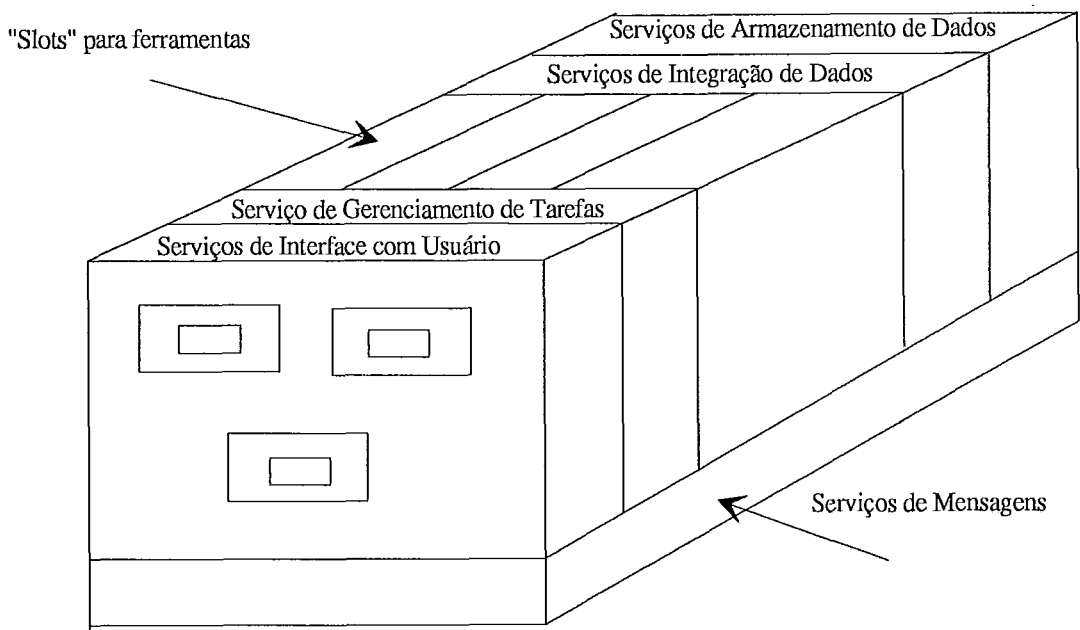 "Slots" para ferramentas
Serviços de Armazenamento de Dados
Serviços de Integração de Dados
Serviço de Gerenciamento de Tarefas
Serviços de Interface com Usuário
Serviços de Mensagens